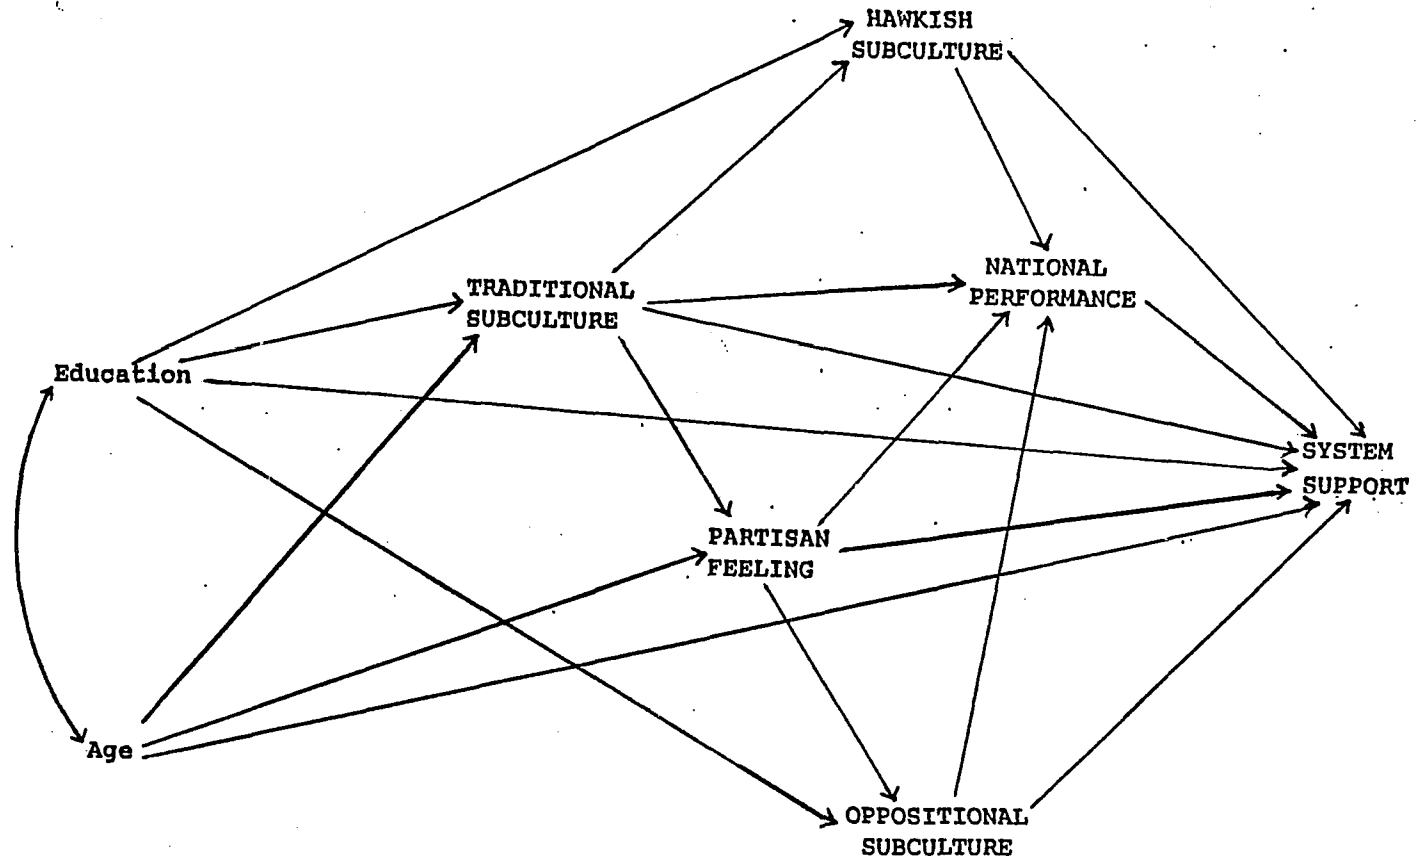 HAWKISH
SUBCULTURE
NATIONAL
PERFORMANCE
TRADITIONAL
SUBCULTURE
Education
SYSTEM
SUPPORT
PARTISAN
FEELING
Age
OPPOSITIONAL
SUBCULTURE